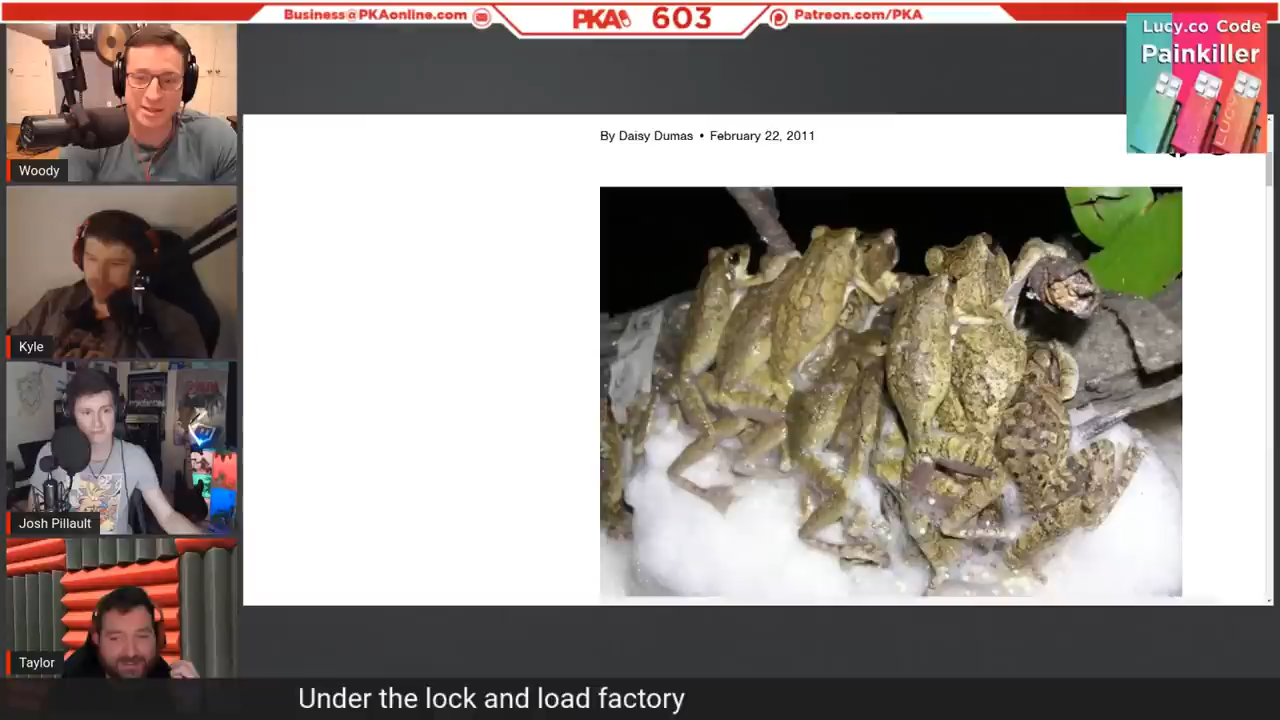 Business@PKAonline.com
PKA 603
Patreon.com/PKA
Lucy.co Code
Painkiller
LUCY
Woody
By Daisy Dumas • February 22, 2011
Kyle
Josh Pillault
Taylor
Under the lock and load factory